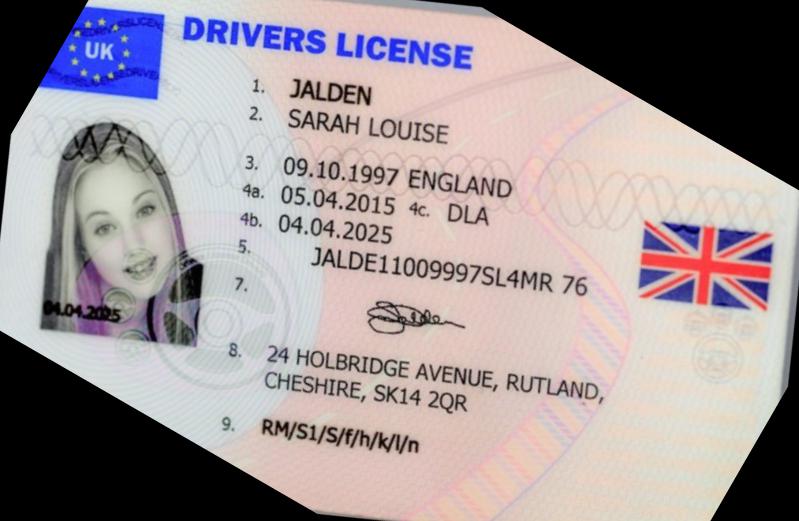 UK
DRIVERS LICENSE
1. JALDEN
2. SARAH LOUISE
3. 09.10.1997 ENGLAND
4a. 05.04.2015 4c. DLA
4b. 04.04.2025
5. JALDE11009997SL4MR 76
7.
04.04.2025
8. 24 HOLBRIDGE AVENUE, RUTLAND,
CHESHIRE, SK14 2QR
9. RM/S1/S/f/h/k/l/n